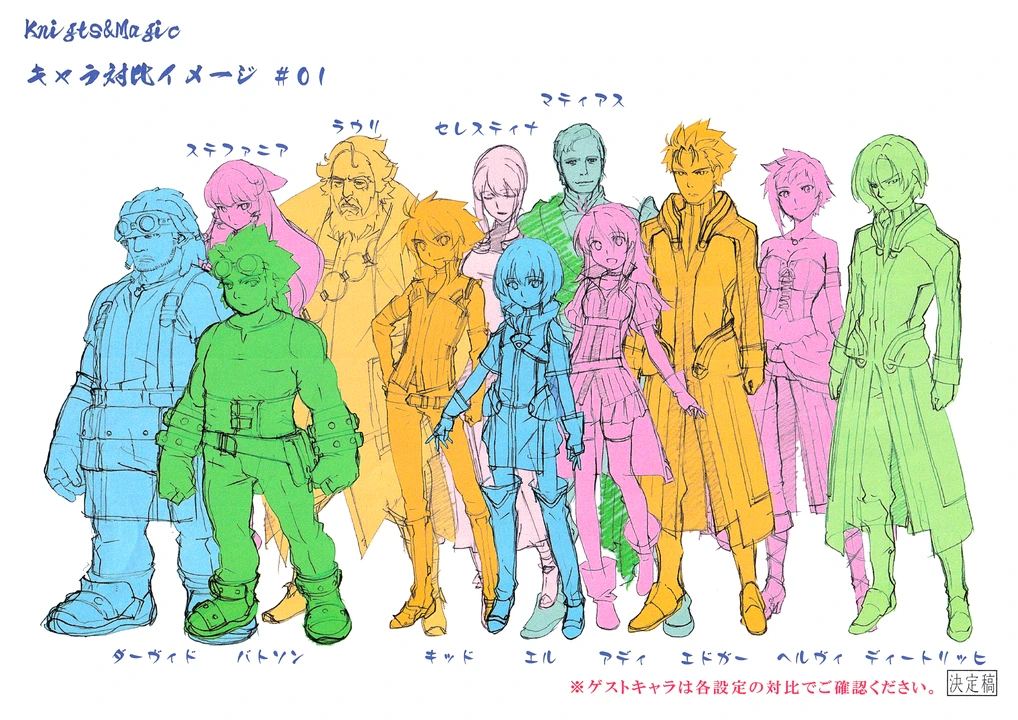 Knigts&Magic
キャラ対比イメージ #01
マティアス
ラウリ
セレスティナ
ステファニア
ダーヴィド
バトソン
キッド
エル
アディ
エドガー
ヘルヴィ
ディートリッヒ
※ゲストキャラは各設定の対比でご確認ください。
決定稿